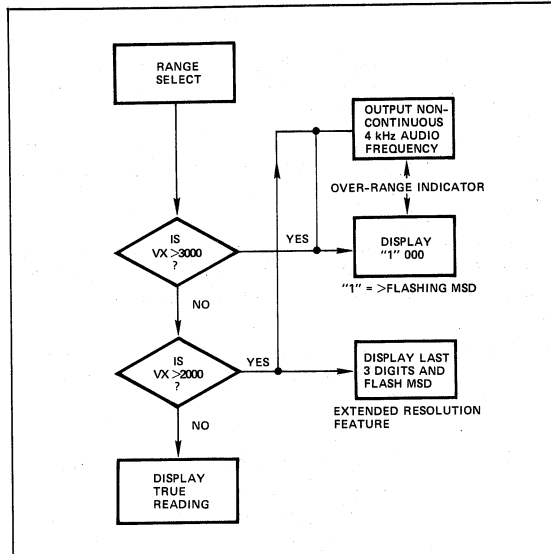 RANGE
SELECT
OUTPUT NON-
CONTINUOUS
4 kHz AUDIO
FREQUENCY
OVER-RANGE INDICATOR
IS
VX >3000
?
YES
DISPLAY
"1" 000
"1" = >FLASHING MSD
NO
IS
VX >2000
?
YES
DISPLAY LAST
3 DIGITS AND
FLASH MSD
EXTENDED RESOLUTION
FEATURE
NO
DISPLAY
TRUE
READING